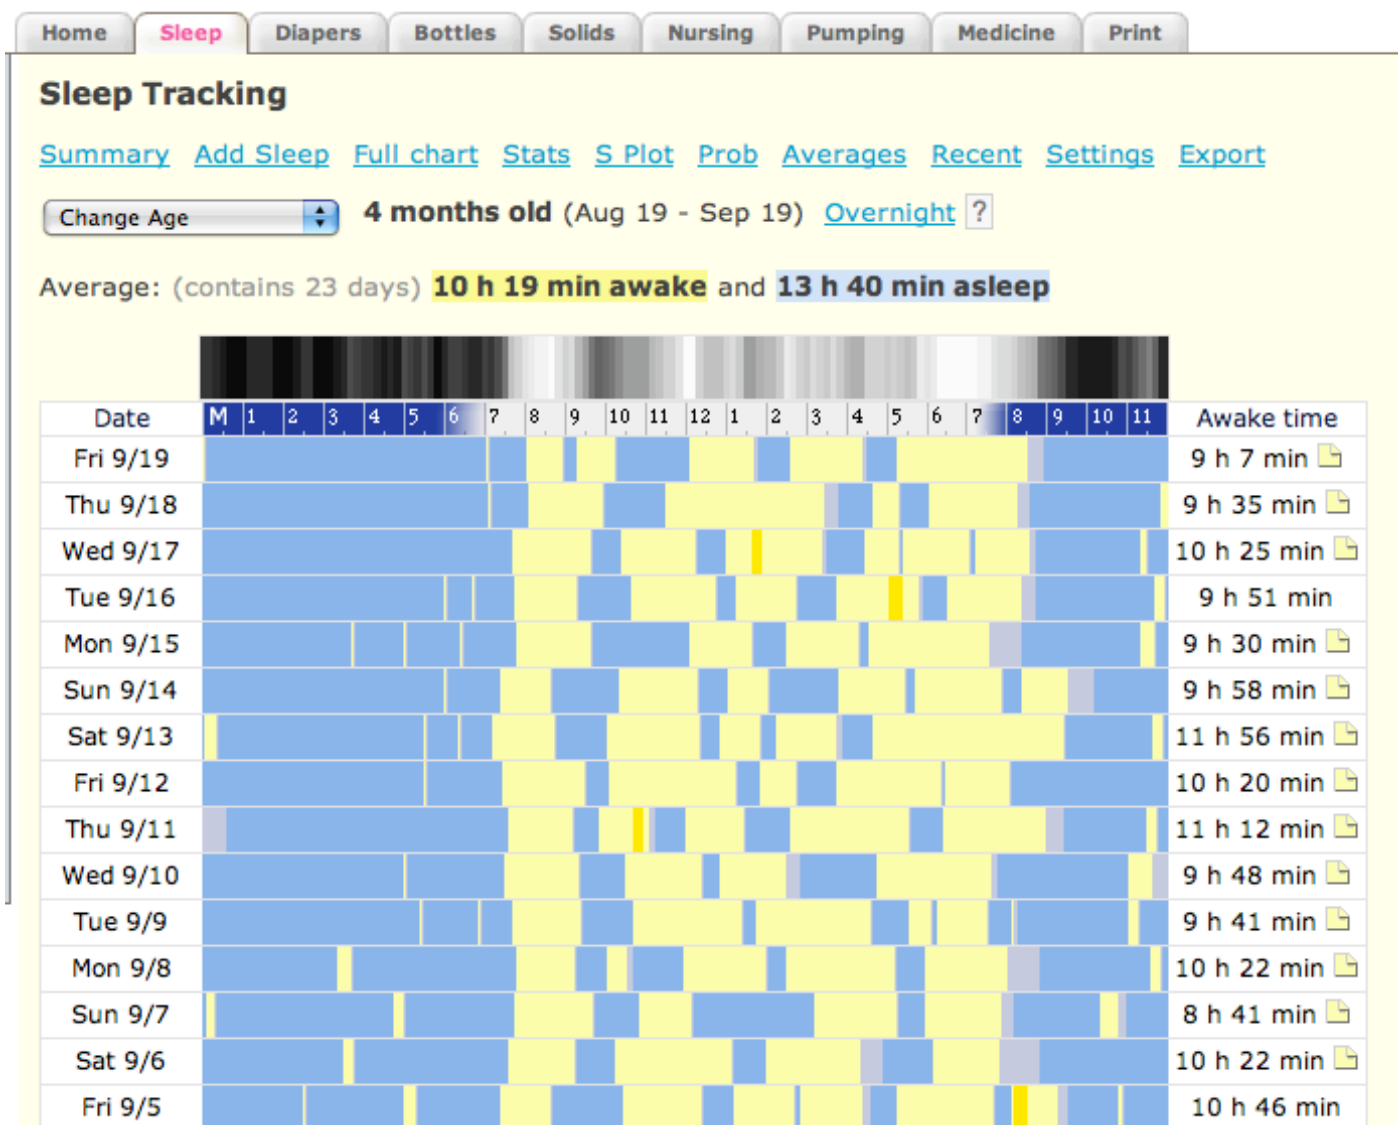 Home Sleep Diapers Bottles Solids Nursing Pumping Medicine Print
Sleep Tracking
Summary Add Sleep Full chart Stats S Plot Prob Averages Recent Settings Export
Change Age 4 months old (Aug 19 - Sep 19) Overnight ?
Average: (contains 23 days) 10 h 19 min awake and 13 h 40 min asleep
Date M 1 2 3 4 5 6 7 8 9 10 11 12 1 2 3 4 5 6 7 8 9 10 11 Awake time
Fri 9/19 9 h 7 min
Thu 9/18 9 h 35 min
Wed 9/17 10 h 25 min
Tue 9/16 9 h 51 min
Mon 9/15 9 h 30 min
Sun 9/14 9 h 58 min
Sat 9/13 11 h 56 min
Fri 9/12 10 h 20 min
Thu 9/11 11 h 12 min
Wed 9/10 9 h 48 min
Tue 9/9 9 h 41 min
Mon 9/8 10 h 22 min
Sun 9/7 8 h 41 min
Sat 9/6 10 h 22 min
Fri 9/5 10 h 46 min